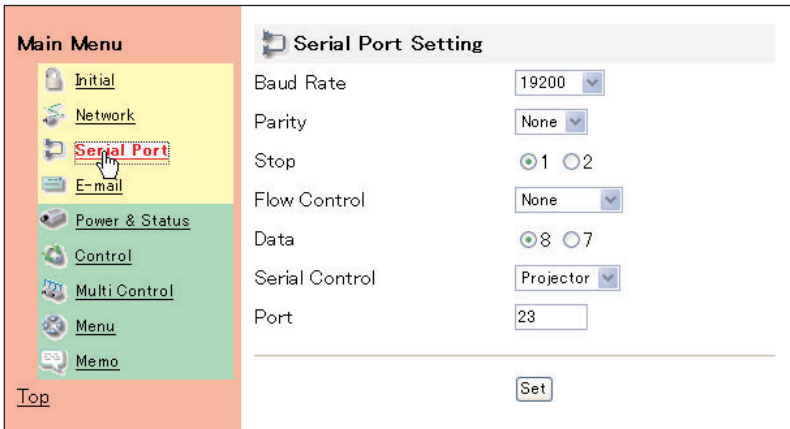 Main Menu
Initial
Network
Serial Port
E-mail
Power & Status
Control
Multi Control
Menu
Memo
Top
Serial Port Setting
Baud Rate 19200
Parity None
Stop 1 2
Flow Control None
Data 8 7
Serial Control Projector
Port 23
Set